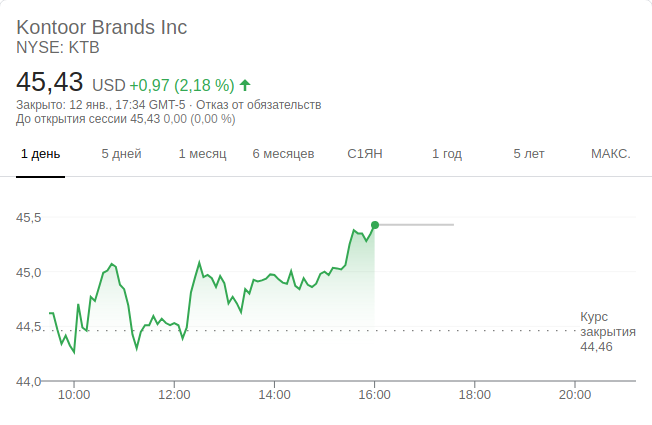 Kontoor Brands Inc
NYSE: KTB
45,43 USD +0,97 (2,18 %)
Закрыто: 12 янв., 17:34 GMT-5 · Отказ от обязательств
До открытия сессии 45,43 0,00 (0,00 %)
1 день 5 дней 1 месяц 6 месяцев С1ЯН 1 год 5 лет МАКС.
45,5
45,0
44,5
44,0
Курс
закрытия
44,46
10:00 12:00 14:00 16:00 18:00 20:00